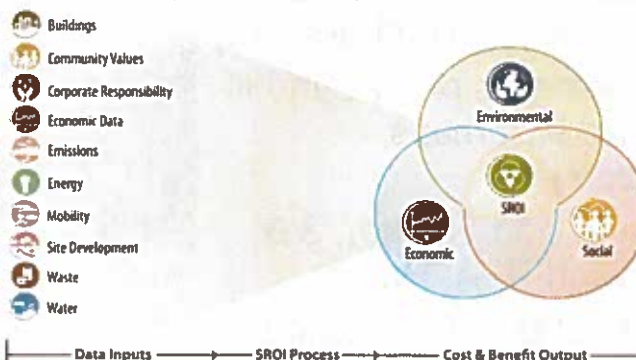 Buildings
Community Values
Corporate Responsibility
Economic Data
Emissions
Energy
Mobility
Site Development
Waste
Water
Environmental
SROI
Economic
Social
Data Inputs
SROI Process
Cost & Benefit Output